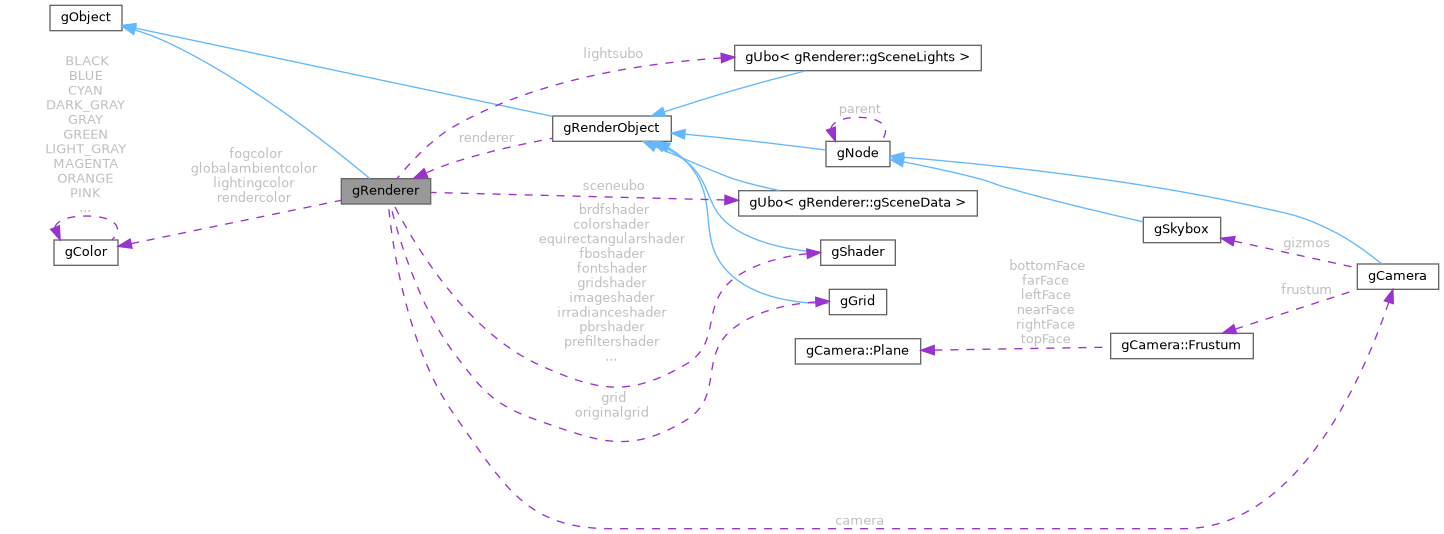 gObject
BLACK
BLUE
CYAN
DARK_GRAY
GRAY
GREEN
LIGHT_GRAY
MAGENTA
ORANGE
PINK
...
gColor
fogcolor
globalambientcolor
lightingcolor
rendercolor
gRenderer
lightsubo
renderer
gRenderObject
sceneubo
brdfshader
colorshader
equirectangularshader
fboshader
fontshader
gridshader
imageshader
irradianceshader
pbrshader
prefiltershader
...
grid
originalgrid
gUbo< gRenderer::gSceneLights >
parent
gNode
gUbo< gRenderer::gSceneData >
gShader
gGrid
gCamera::Plane
camera
bottomFace
farFace
leftFace
nearFace
rightFace
topFace
gSkybox
gCamera::Frustum
gizmos
frustum
gCamera